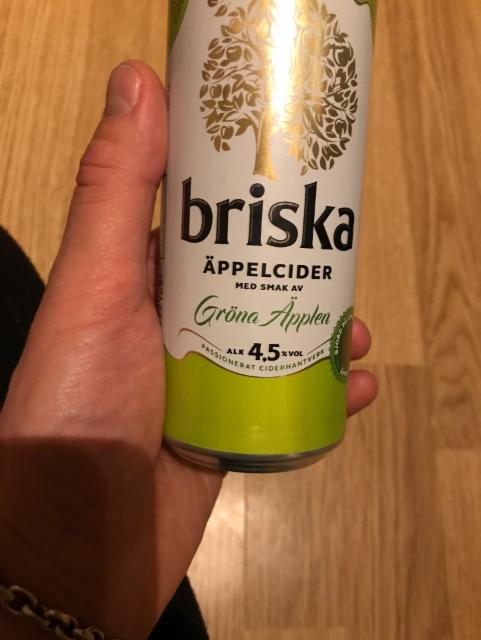 briska
ÄPPELCIDER
MED SMAK AV
Gröna Äpplen
ALK 4,5 % VOL
PASSIONERAT CIDERHANTVERK